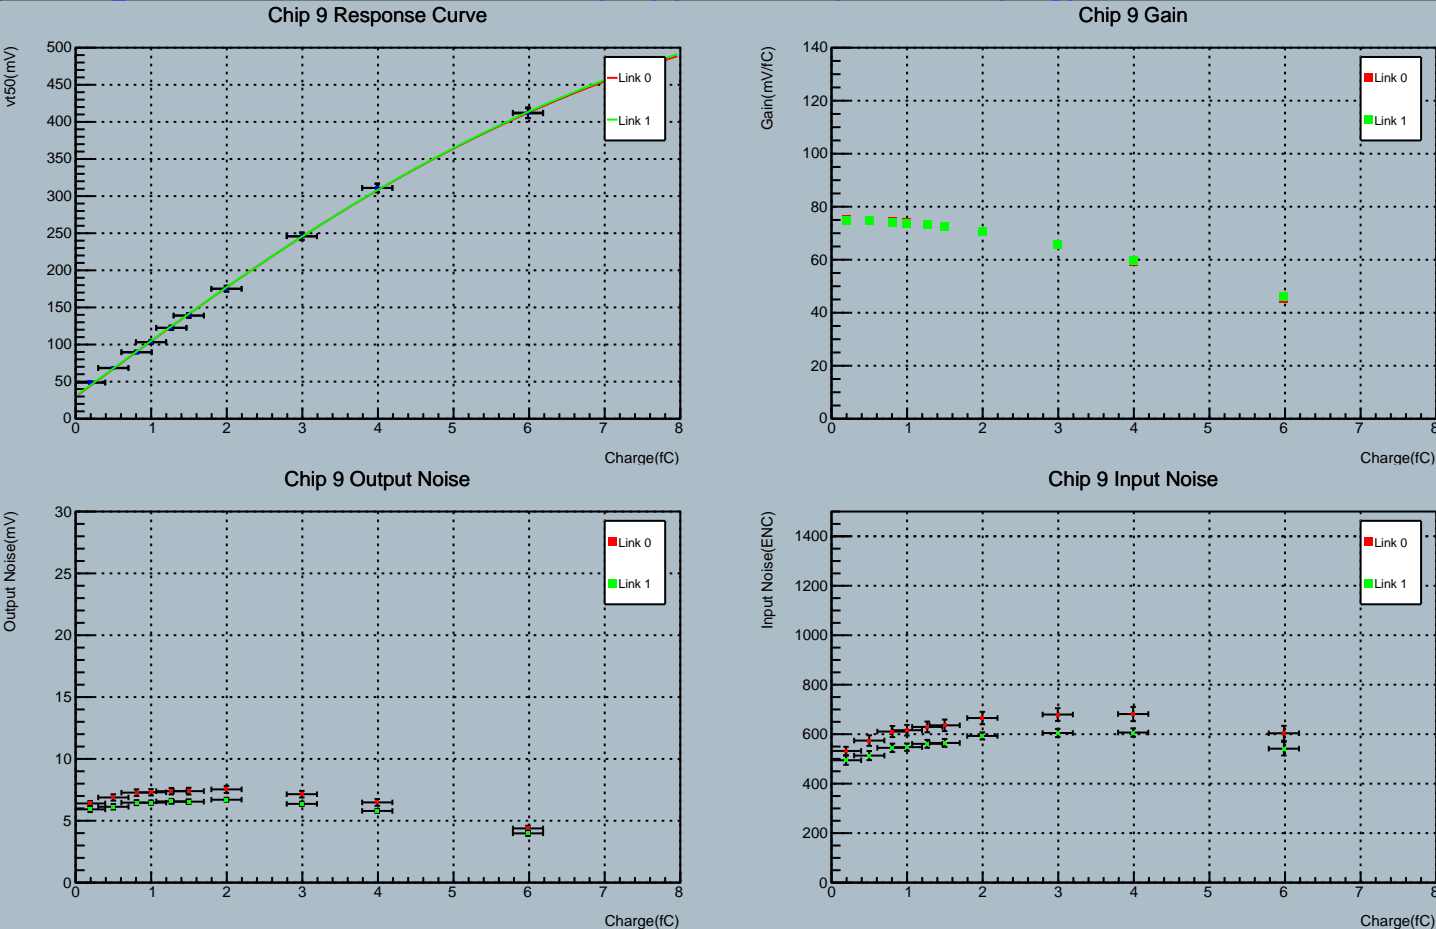 Chip 9 Response Curve
vt50(mV)
500
450
400
350
300
250
200
150
100
50
0
0 1 2 3 4 5 6 7 8
Charge(fC)
Link 0
Link 1
Chip 9 Gain
Gain(mV/fC)
140
120
100
80
60
40
20
0
0 1 2 3 4 5 6 7 8
Charge(fC)
Link 0
Link 1
Chip 9 Output Noise
Output Noise(mV)
30
25
20
15
10
5
0
0 1 2 3 4 5 6 7 8
Charge(fC)
Link 0
Link 1
Chip 9 Input Noise
Input Noise(ENC)
1400
1200
1000
800
600
400
200
0
0 1 2 3 4 5 6 7 8
Charge(fC)
Link 0
Link 1